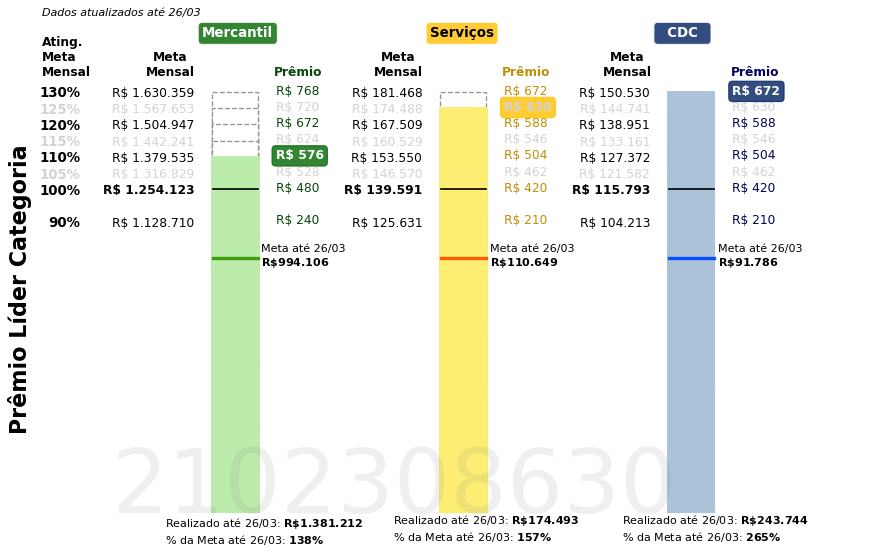 Dados atualizados até 26/03
Mercantil Serviços CDC
Ating. Meta Mensal Meta Mensal Prêmio Meta Mensal Prêmio Meta Mensal Prêmio
130% R$ 1.630.359 R$ 768 R$ 181.468 R$ 672 R$ 150.530 R$ 672
125% R$ 1.567.653 R$ 720 R$ 174.488 R$ 630 R$ 144.741 R$ 630
120% R$ 1.504.947 R$ 672 R$ 167.509 R$ 588 R$ 138.951 R$ 588
115% R$ 1.442.241 R$ 624 R$ 160.529 R$ 546 R$ 133.161 R$ 546
110% R$ 1.379.535 R$ 576 R$ 153.550 R$ 504 R$ 127.372 R$ 504
105% R$ 1.316.829 R$ 528 R$ 146.570 R$ 462 R$ 121.582 R$ 462
100% R$ 1.254.123 R$ 480 R$ 139.591 R$ 420 R$ 115.793 R$ 420
90% R$ 1.128.710 R$ 240 R$ 125.631 R$ 210 R$ 104.213 R$ 210
Meta até 26/03 Meta até 26/03 Meta até 26/03
R$994.106 R$110.649 R$91.786
Prêmio Líder Categoria
2102308630
Realizado até 26/03: R$1.381.212 Realizado até 26/03: R$174.493 Realizado até 26/03: R$243.744
% da Meta até 26/03: 138% % da Meta até 26/03: 157% % da Meta até 26/03: 265%